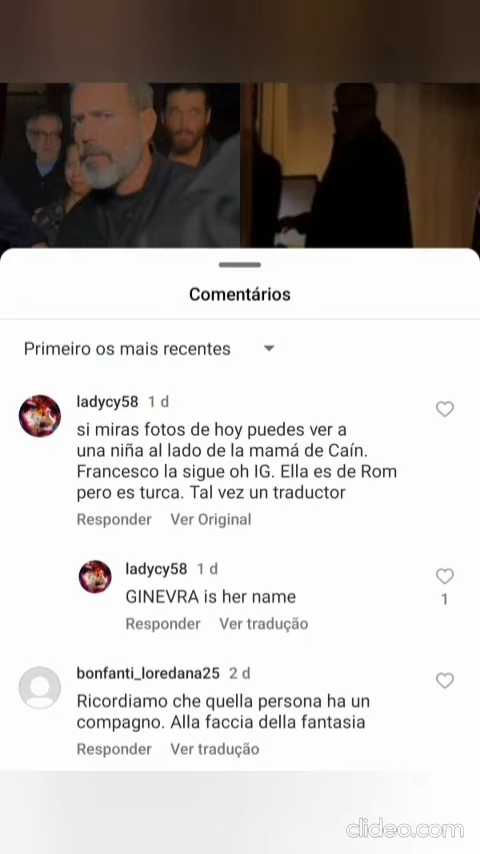 Comentários
Primeiro os mais recentes
ladycy58 1 d
si miras fotos de hoy puedes ver a
una niña al lado de la mamá de Caín.
Francesco la sigue oh IG. Ella es de Rom
pero es turca. Tal vez un traductor
Responder Ver Original
ladycy58 1 d
GINEVRA is her name
1
Responder Ver tradução
bonfanti_loredana25 2 d
Ricordiamo che quella persona ha un
compagno. Alla faccia della fantasia
Responder Ver tradução
clideo.com